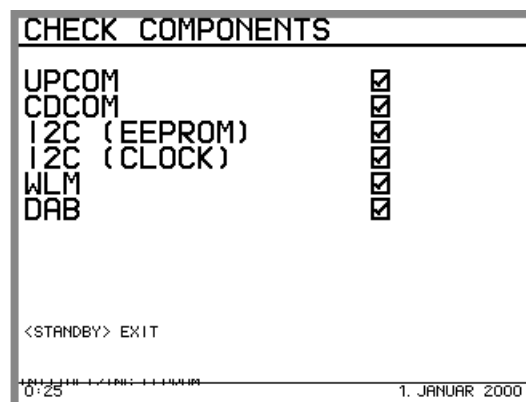 CHECK COMPONENTS
UPCOM
CDCOM
I2C (EEPROM)
I2C (CLOCK)
WLM
DAB
<STANDBY> EXIT
0:25 1. JANUAR 2000